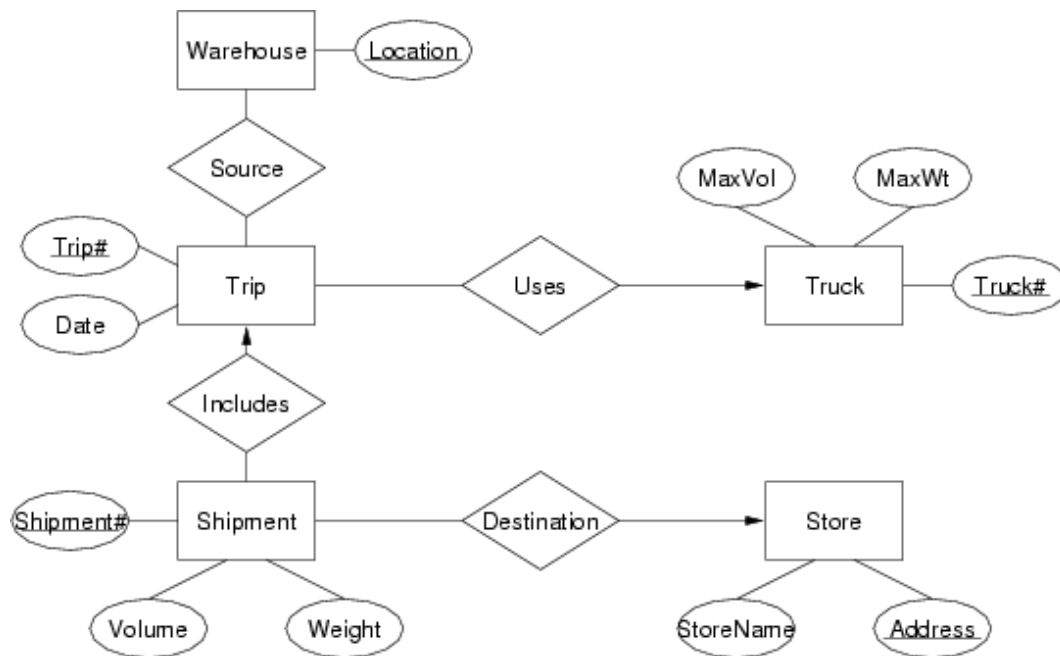 Warehouse
Location
Source
MaxVol
MaxWt
Trip#
Trip
Uses
Truck
Truck#
Date
Includes
Shipment#
Shipment
Destination
Store
Volume
Weight
StoreName
Address